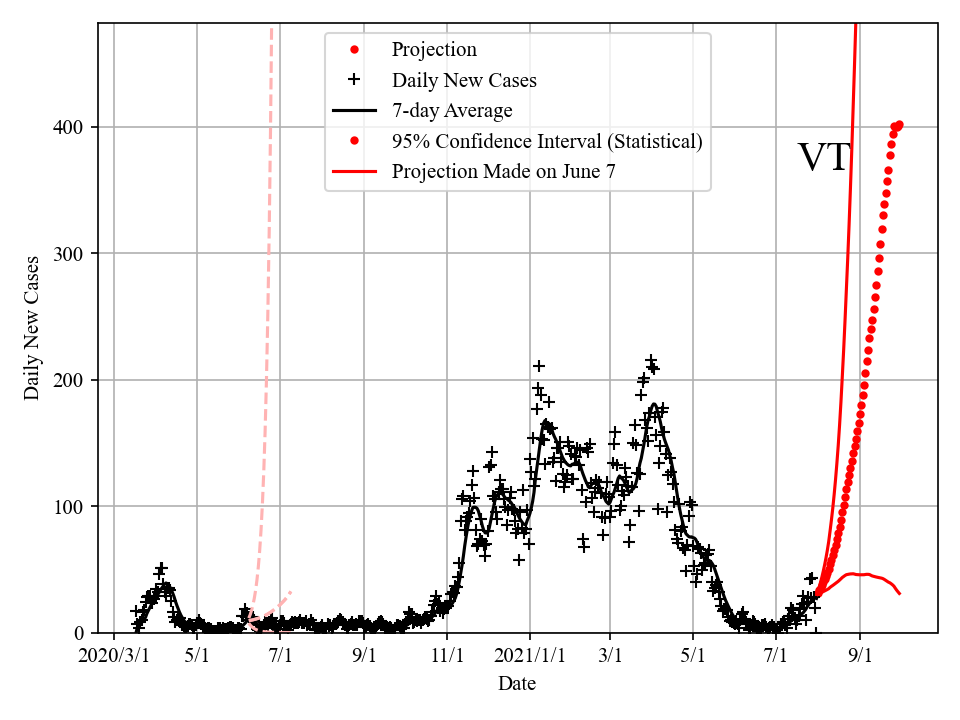 Projection
Daily New Cases
7-day Average
95% Confidence Interval (Statistical)
Projection Made on June 7
VT
400
300
200
100
0
Daily New Cases
2020/3/1 5/1 7/1 9/1 11/1 2021/1/1 3/1 5/1 7/1 9/1
Date